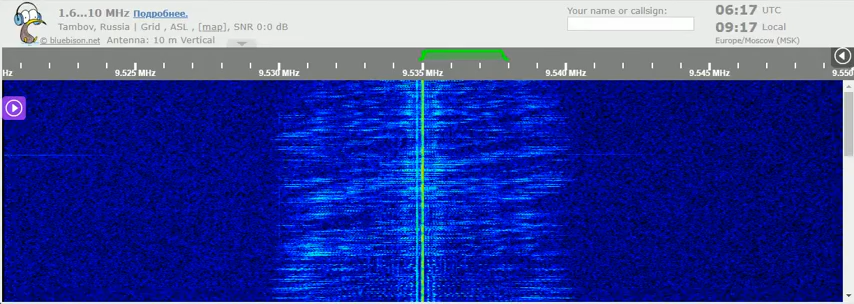 1.6...10 MHz Подробнее.
Tambov, Russia | Grid , ASL , [map], SNR 0:0 dB
© bluebison.net Antenna: 10 m Vertical
Your name or callsign:
06:17 UTC
09:17 Local
Europe/Moscow (MSK)
Hz 9.525 MHz 9.530 MHz 9.535 MHz 9.540 MHz 9.545 MHz 9.550